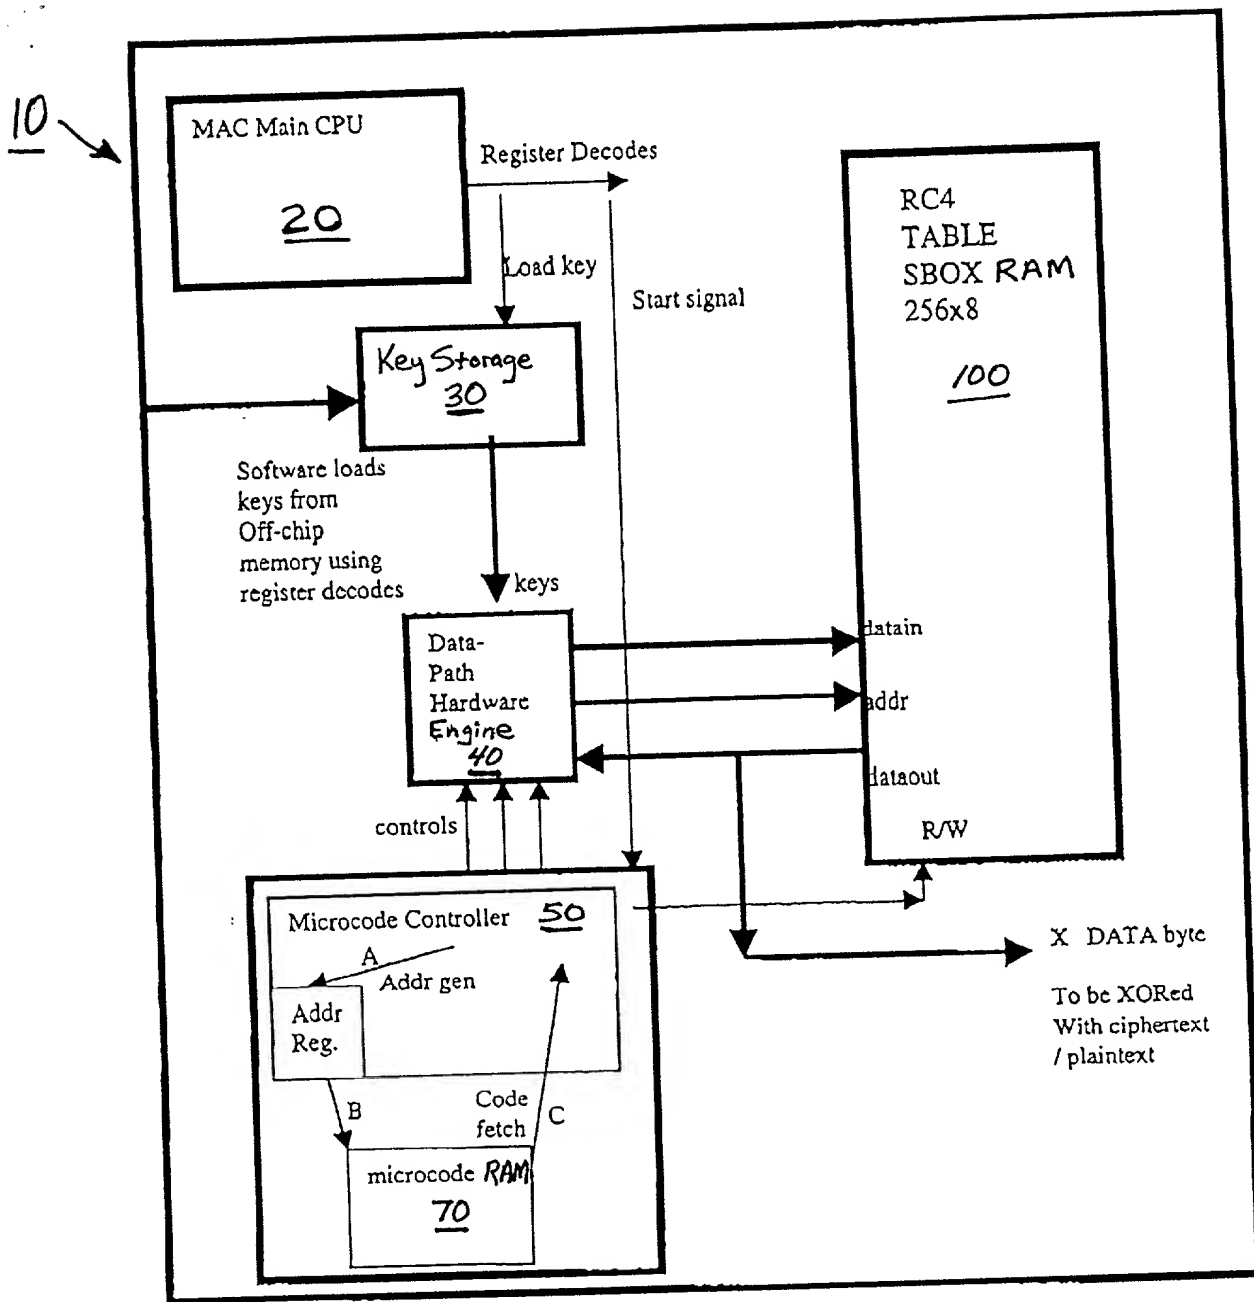 10
MAC Main CPU
20
Register Decodes
Load key
Start signal
RC4
TABLE
SBOX RAM
256x8
100
Key Storage
30
Software loads
keys from
Off-chip
memory using
register decodes
keys
Data-
Path
Hardware
Engine
40
datain
addr
dataout
R/W
controls
Microcode Controller 50
A
Addr gen
Addr
Reg.
B
Code
fetch
C
microcode RAM
70
X DATA byte
To be XORed
With ciphertext
/ plaintext